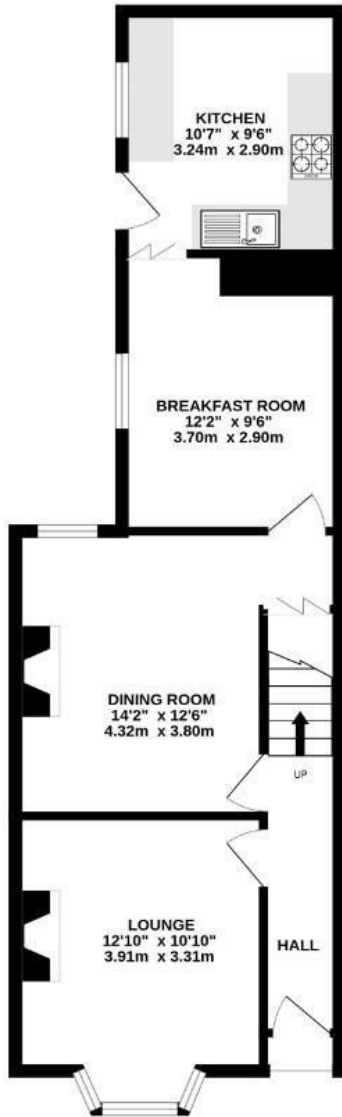 KITCHEN
10'7" x 9'6"
3.24m x 2.90m
BREAKFAST ROOM
12'2" x 9'6"
3.70m x 2.90m
DINING ROOM
14'2" x 12'6"
4.32m x 3.80m
UP
LOUNGE
12'10" x 10'10"
3.91m x 3.31m
HALL